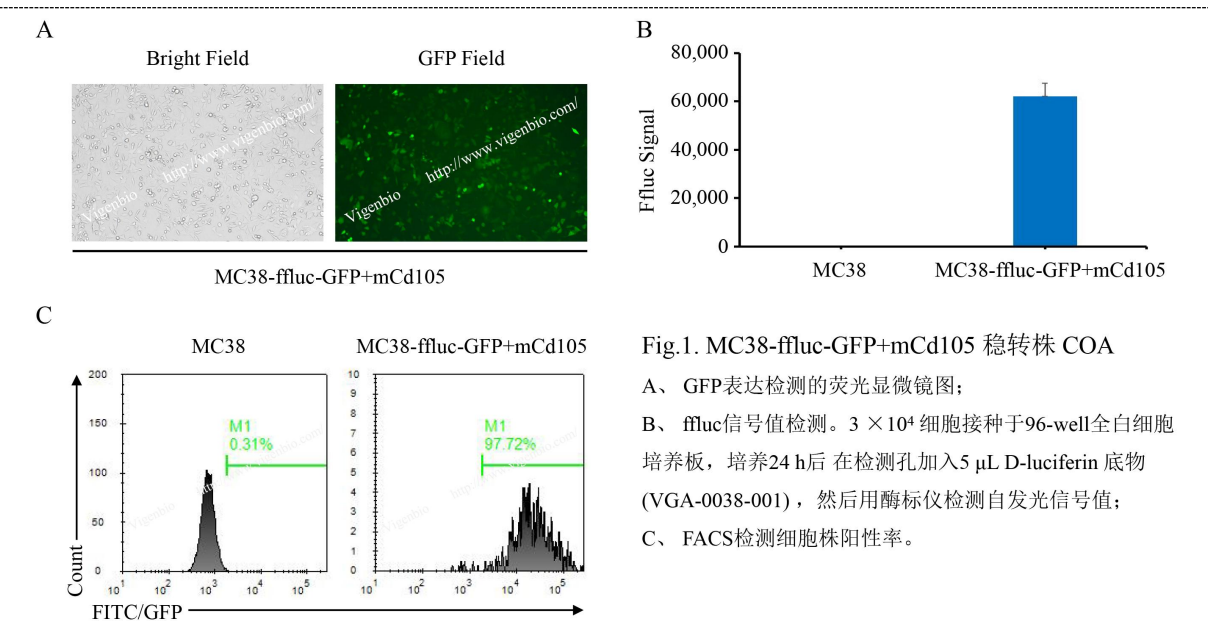 A
Bright Field
GFP Field
Vigenbio http://www.vigenbio.com/
Vigenbio http://www.vigenbio.com/
MC38-ffluc-GFP+mCd105
B
Ffluc Signal
80,000
60,000
40,000
20,000
0
MC38
MC38-ffluc-GFP+mCd105
C
MC38
MC38-ffluc-GFP+mCd105
200
150
100
50
0
M1
0.31%
10¹ 10² 10³ 10⁴ 10⁵
10
9
8
7
6
5
4
3
2
1
0
M1
97.72%
10¹ 10² 10³ 10⁴ 10⁵
Vigenbio
Vigenbio
Count
FITC/GFP
Fig.1. MC38-ffluc-GFP+mCd105 稳转株 COA
A、 GFP表达检测的荧光显微镜图;
B、 ffluc信号值检测。3 ×10⁴ 细胞接种于96-well全白细胞
培养板，培养24 h后 在检测孔加入5 μL D-luciferin 底物
(VGA-0038-001) ，然后用酶标仪检测自发光信号值;
C、 FACS检测细胞株阳性率。